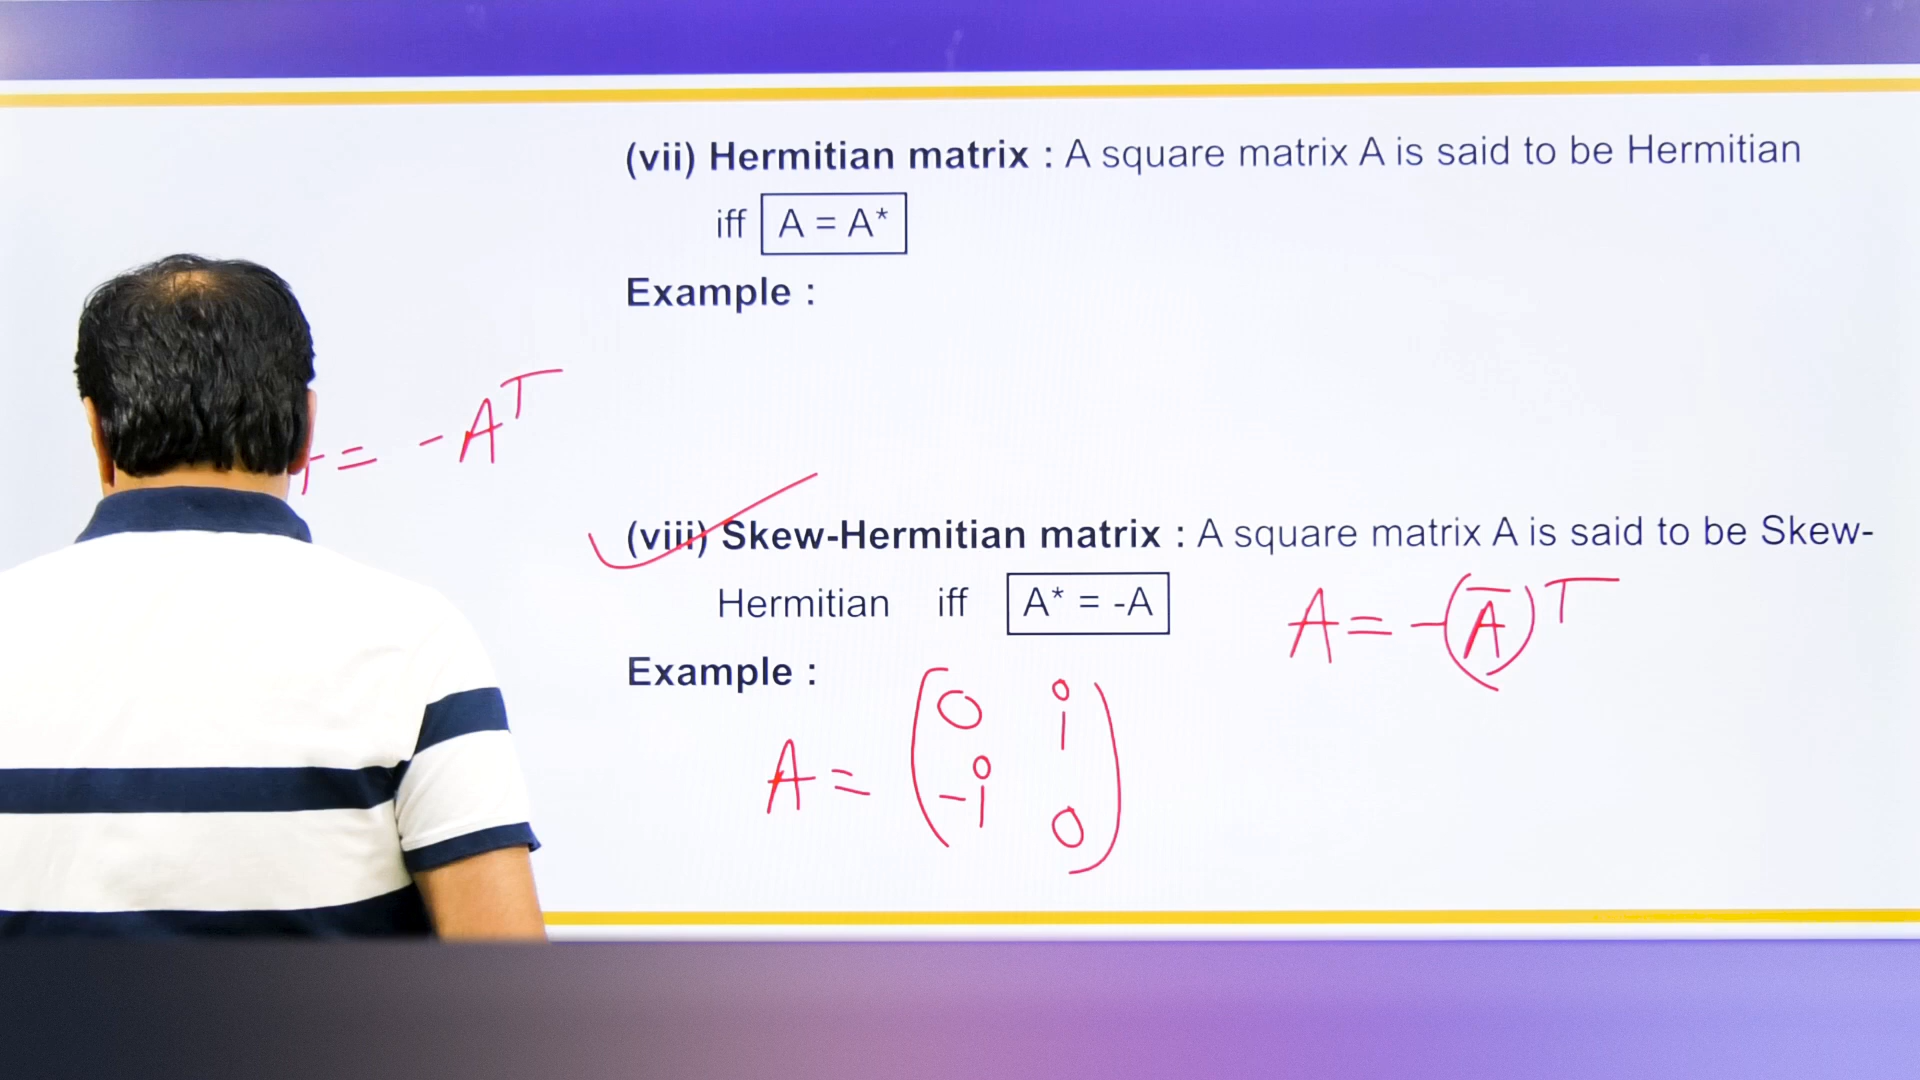 (vii) Hermitian matrix : A square matrix A is said to be Hermitian
iff A = A*
Example :
= -Aᵀ
(viii) Skew-Hermitian matrix : A square matrix A is said to be Skew-
Hermitian iff A* = -A
A = -(A̅)ᵀ
Example :
A = ( 0 i
-i 0 )